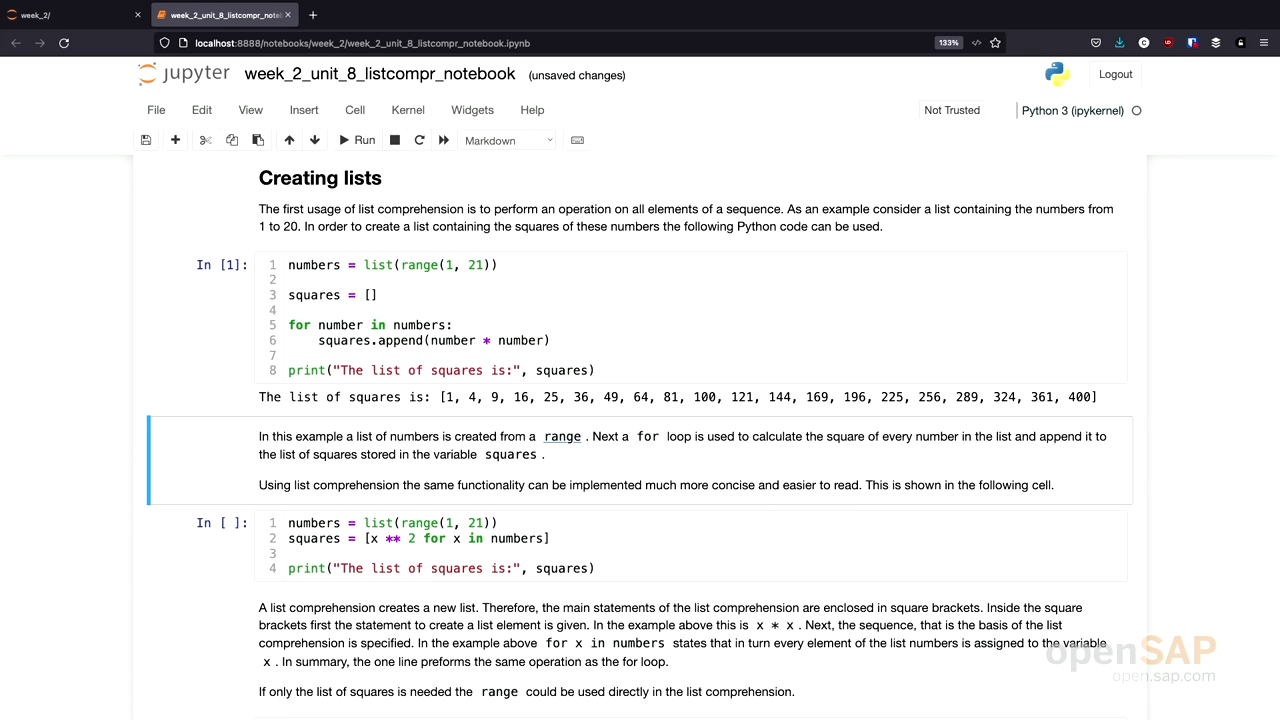 week_2/
week_2_unit_8_listcompr_note
localhost:8888/notebooks/week_2/week_2_unit_8_listcompr_notebook.ipynb
133%
jupyter week_2_unit_8_listcompr_notebook (unsaved changes)
Logout
File Edit View Insert Cell Kernel Widgets Help
Not Trusted
Python 3 (ipykernel)
Run
Markdown
Creating lists
The first usage of list comprehension is to perform an operation on all elements of a sequence. As an example consider a list containing the numbers from
1 to 20. In order to create a list containing the squares of these numbers the following Python code can be used.
In [1]:
1 numbers = list(range(1, 21))
2
3 squares = []
4
5 for number in numbers:
6 squares.append(number * number)
7
8 print("The list of squares is:", squares)
The list of squares is: [1, 4, 9, 16, 25, 36, 49, 64, 81, 100, 121, 144, 169, 196, 225, 256, 289, 324, 361, 400]
In this example a list of numbers is created from a range . Next a for loop is used to calculate the square of every number in the list and append it to
the list of squares stored in the variable squares .
Using list comprehension the same functionality can be implemented much more concise and easier to read. This is shown in the following cell.
In [ ]:
1 numbers = list(range(1, 21))
2 squares = [x ** 2 for x in numbers]
3
4 print("The list of squares is:", squares)
A list comprehension creates a new list. Therefore, the main statements of the list comprehension are enclosed in square brackets. Inside the square
brackets first the statement to create a list element is given. In the example above this is x * x . Next, the sequence, that is the basis of the list
comprehension is specified. In the example above for x in numbers states that in turn every element of the list numbers is assigned to the variable
x . In summary, the one line preforms the same operation as the for loop.
If only the list of squares is needed the range could be used directly in the list comprehension.
openSAP
open.sap.com